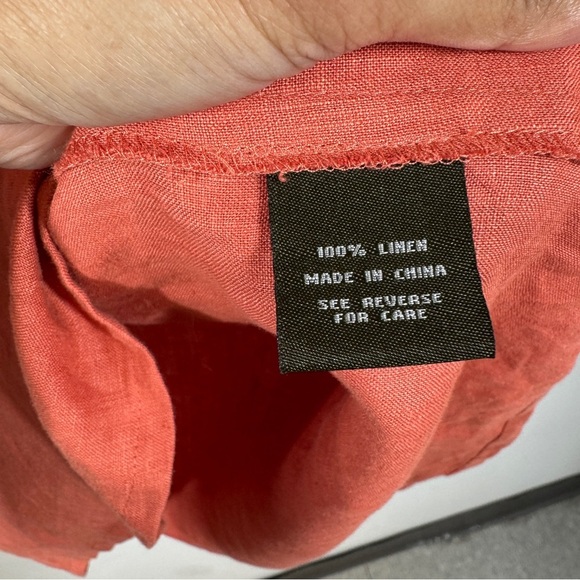 100% LINEN
MADE IN CHINA
SEE REVERSE
FOR CARE